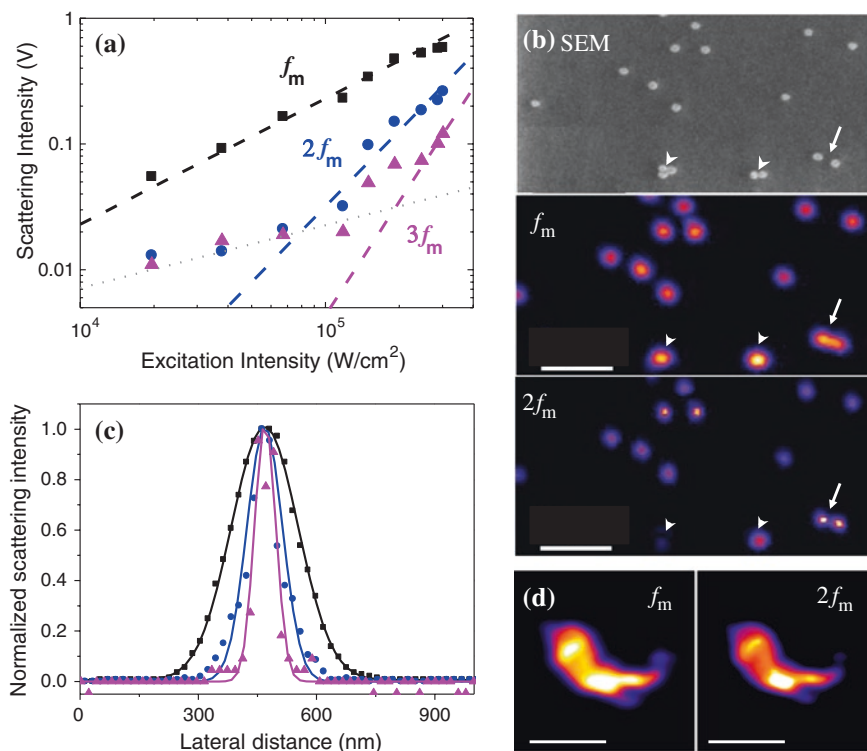 (a)
Scattering Intensity (V)
1
0.1
0.01
f_m
2f_m
3f_m
10^4
10^5
Excitation Intensity (W/cm^2)
(b) SEM
f_m
2f_m
(c)
Normalized scattering intensity
1.0
0.8
0.6
0.4
0.2
0.0
0
300
600
900
Lateral distance (nm)
(d)
f_m
2f_m